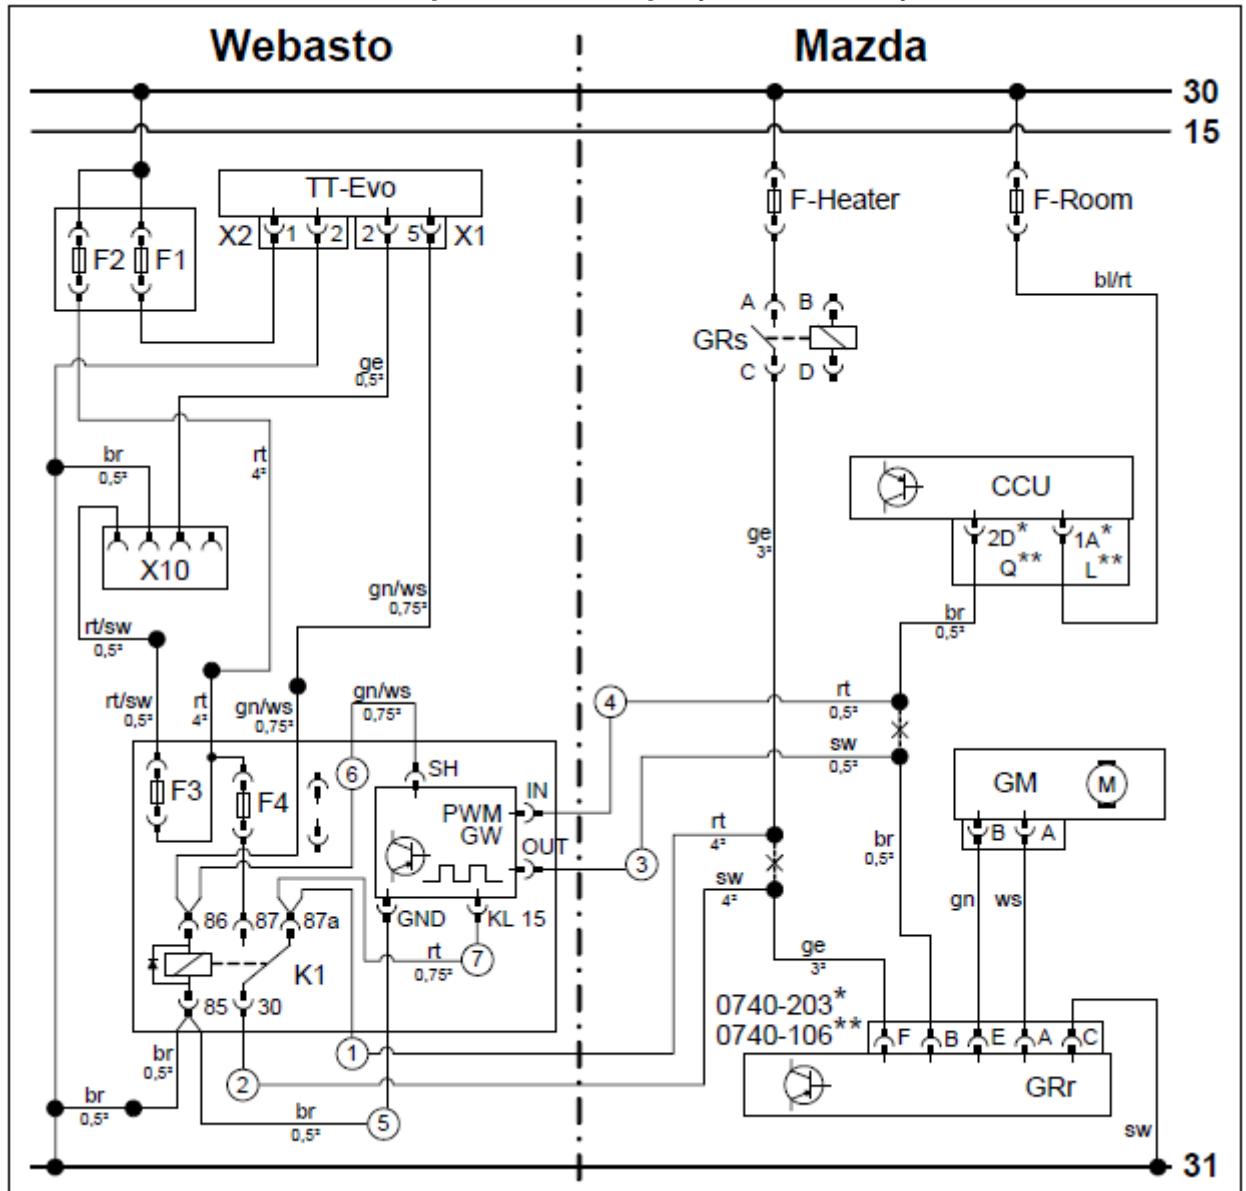 Webasto
Mazda
30
15
TT-Evo
X2 1 2 2 5 X1
F2 F1
F-Heater
F-Room
bl/rt
A B
GRs
C D
ge
0,5²
br
0,5²
rt
4²
CCU
2D* 1A*
Q** L**
X10
ge
3²
gn/ws
0,75²
br
0,5²
rt/sw
0,5²
rt/sw
0,5²
rt
4²
gn/ws
0,75²
gn/ws
0,75²
4
rt
0,5²
sw
0,5²
6
SH
IN
F3
F4
PWM
GW
OUT
3
GM M
B A
rt
4²
br
0,5²
sw
4²
gn ws
86 87 87a
GND KL 15
rt
0,75²
7
K1
85 30
ge
3²
0740-203*
0740-106**
F B E A C
GRr
1
br
0,5²
2
br
0,5²
br
0,5²
5
sw
31